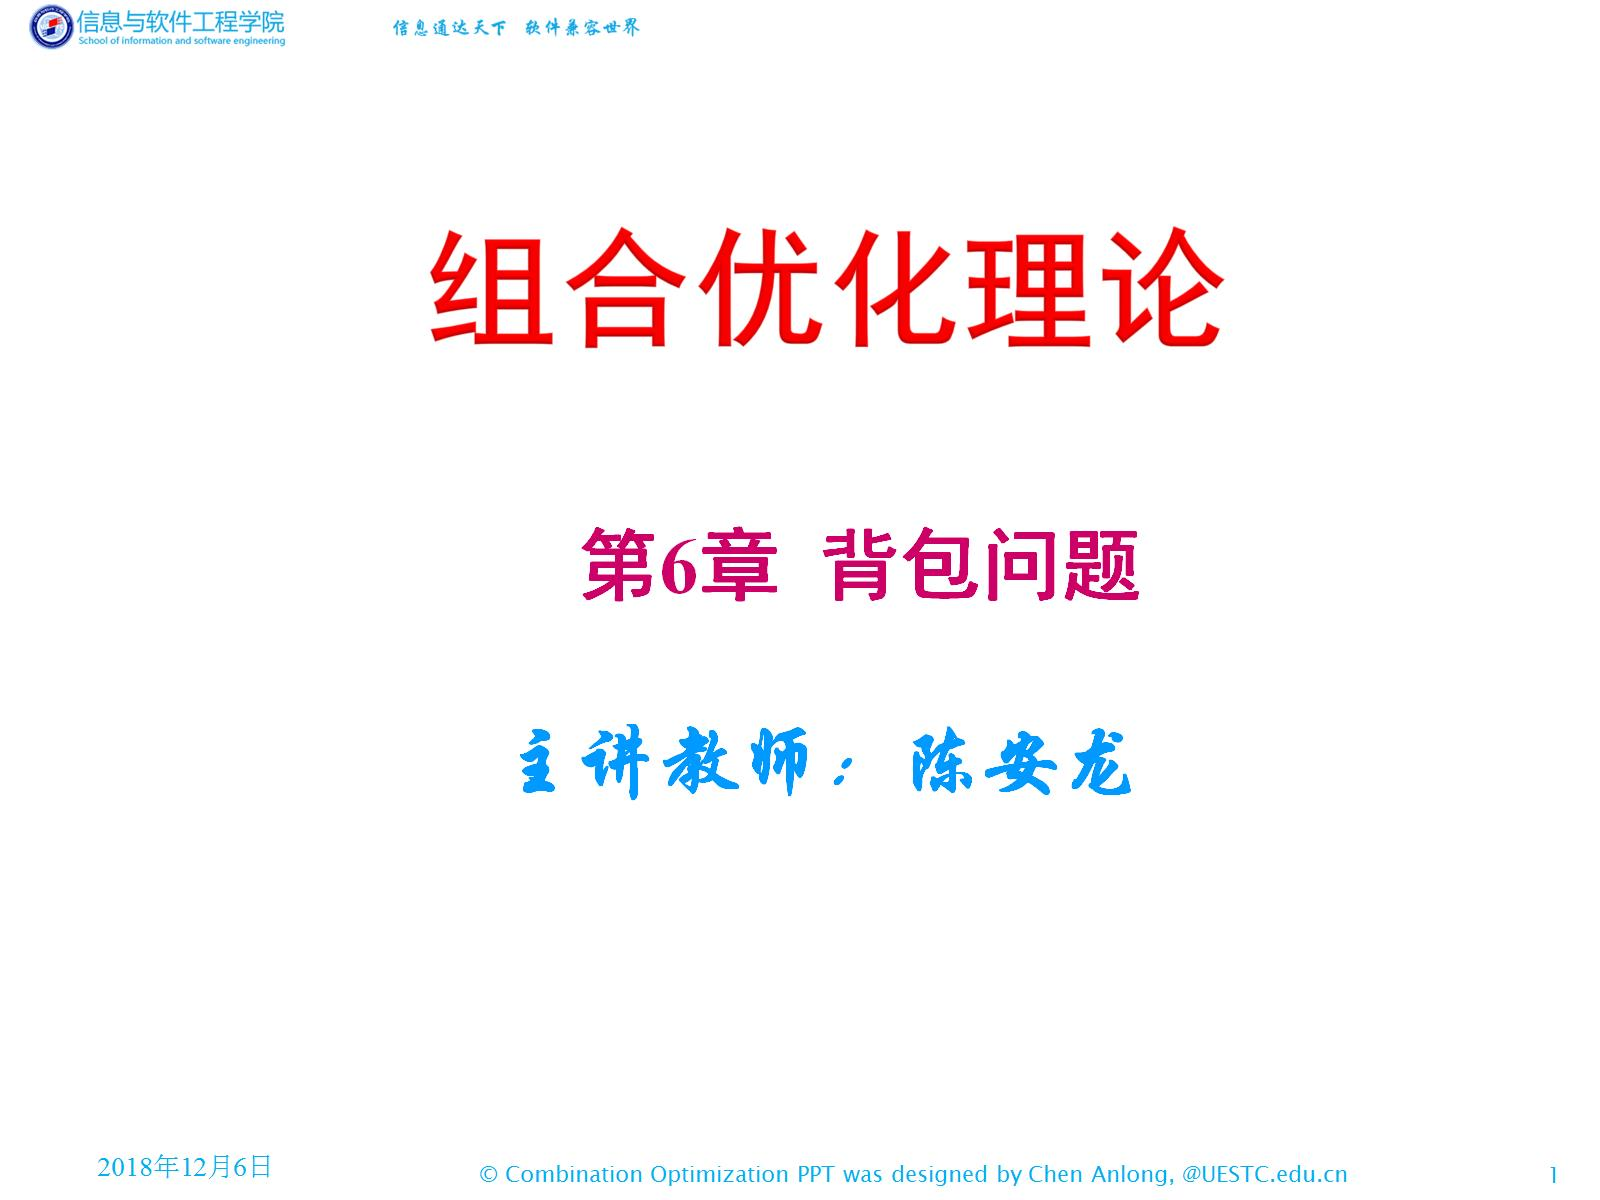 信息与软件工程学院
School of information and software engineering
信息通达天下 软件兼容世界
组合优化理论
第6章 背包问题
主讲教师：陈安龙
2018年12月6日
© Combination Optimization PPT was designed by Chen Anlong, @UESTC.edu.cn
1